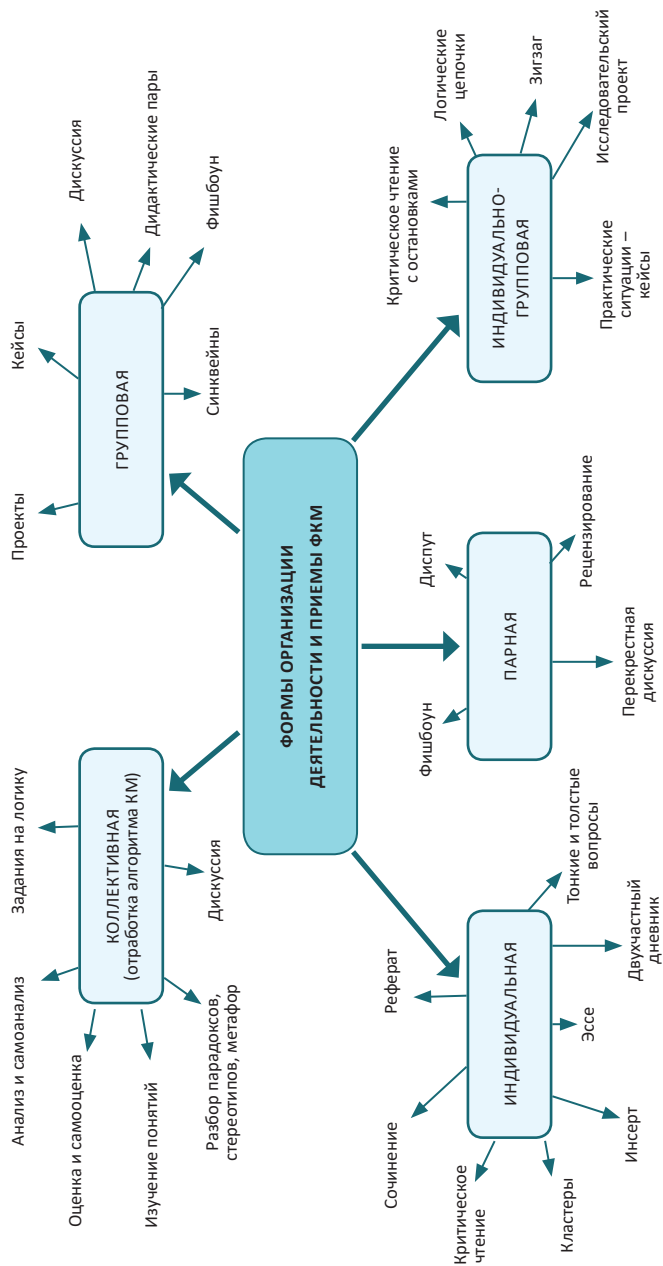 Анализ и самоанализ
Задания на логику
Оценка и самооценка
Изучение понятий
КОЛЛЕКТИВНАЯ
(отработка алгоритма КМ)
Разбор парадоксов,
стереотипов, метафор
Дискуссия
Проекты
Кейсы
Дискуссия
ГРУППОВАЯ
Дидактические пары
Синквейны
Фишбоун
ФОРМЫ ОРГАНИЗАЦИИ
ДЕЯТЕЛЬНОСТИ И ПРИЕМЫ ФКМ
Сочинение
Реферат
Критическое
чтение
ИНДИВИДУАЛЬНАЯ
Тонкие и толстые
вопросы
Кластеры
Инсерт
Эссе
Двухчастный
дневник
Фишбоун
Диспут
ПАРНАЯ
Рецензирование
Перекрестная
дискуссия
Критическое чтение
с остановками
Логические
цепочки
ИНДИВИДУАЛЬНО-
ГРУППОВАЯ
Зигзаг
Практические
ситуации –
кейсы
Исследовательский
проект